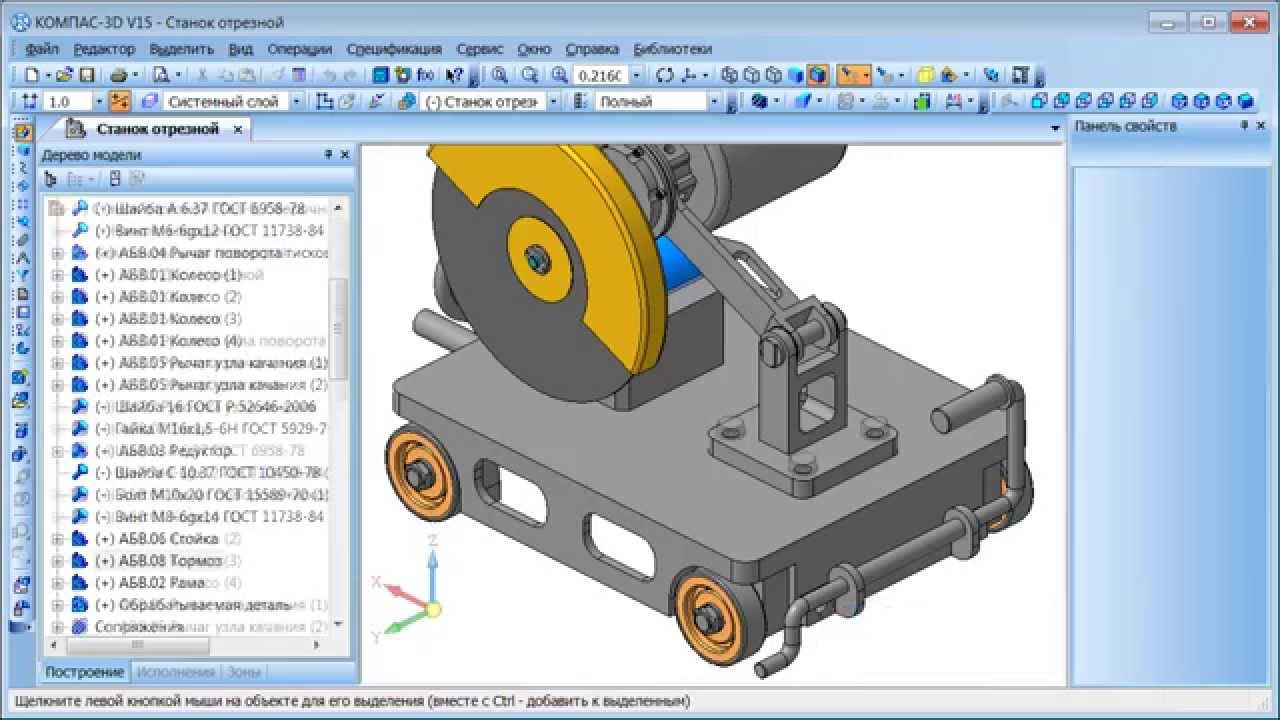 КОМПАС-3D V15 - Станок отрезной
Файл Редактор Выделить Вид Операции Спецификация Сервис Окно Справка Библиотеки
f(x) 0.2160
1.0 Системный слой (-) Станок отрезн Полный
Станок отрезной
Панель свойств
Дерево модели
(-) Шайба А 6.37 ГОСТ 6958-78
(-) Винт М6-6gх12 ГОСТ 11738-84
АБВ.04 Рычаг поворота
(+) АБВ.01 Колесо (1)
(+) АБВ.01 Колесо (2)
(+) АБВ.01 Колесо (3)
(+) АБВ.01 Колесо (4)
(+) АБВ.05 Рычаг узла качания (1)
(+) АБВ.05 Рычаг узла качания (2)
(-) Шайба 16 ГОСТ Р 52646-2006
(-) Гайка М16х1,5-6Н ГОСТ 5929-7
(+) АБВ.03 Редуктор
(-) Шайба С 10.37 ГОСТ 10450-78
(-) Болт М10х20 ГОСТ 15589-70 (1)
(-) Винт М8-6gх14 ГОСТ 11738-84
(+) АБВ.06 Стойка (2)
(+) АБВ.08 Тормоз (3)
(+) АБВ.02 Рама (4)
(+) Обрабатываемая деталь (1)
Сопряжения
Z
X
Y
Построение Исполнения Зоны
Щелкните левой кнопкой мыши на объекте для его выделения (вместе с Ctrl - добавить к выделенным)